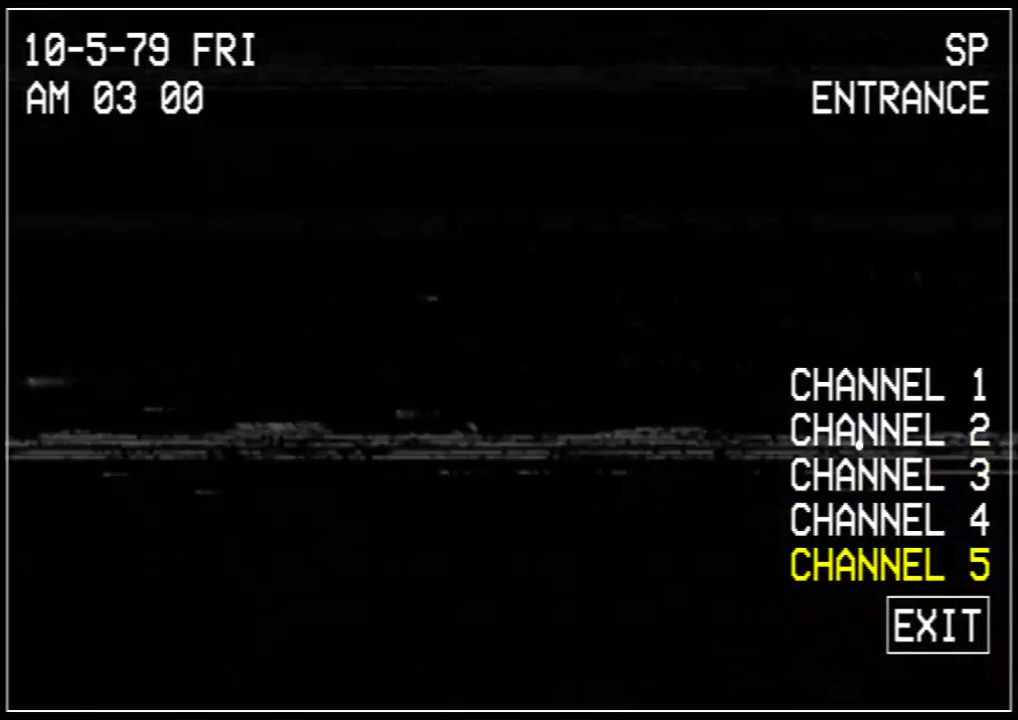 10-5-79 FRI
AM 03 00
SP
ENTRANCE
CHANNEL 1
CHANNEL 2
CHANNEL 3
CHANNEL 4
CHANNEL 5
EXIT